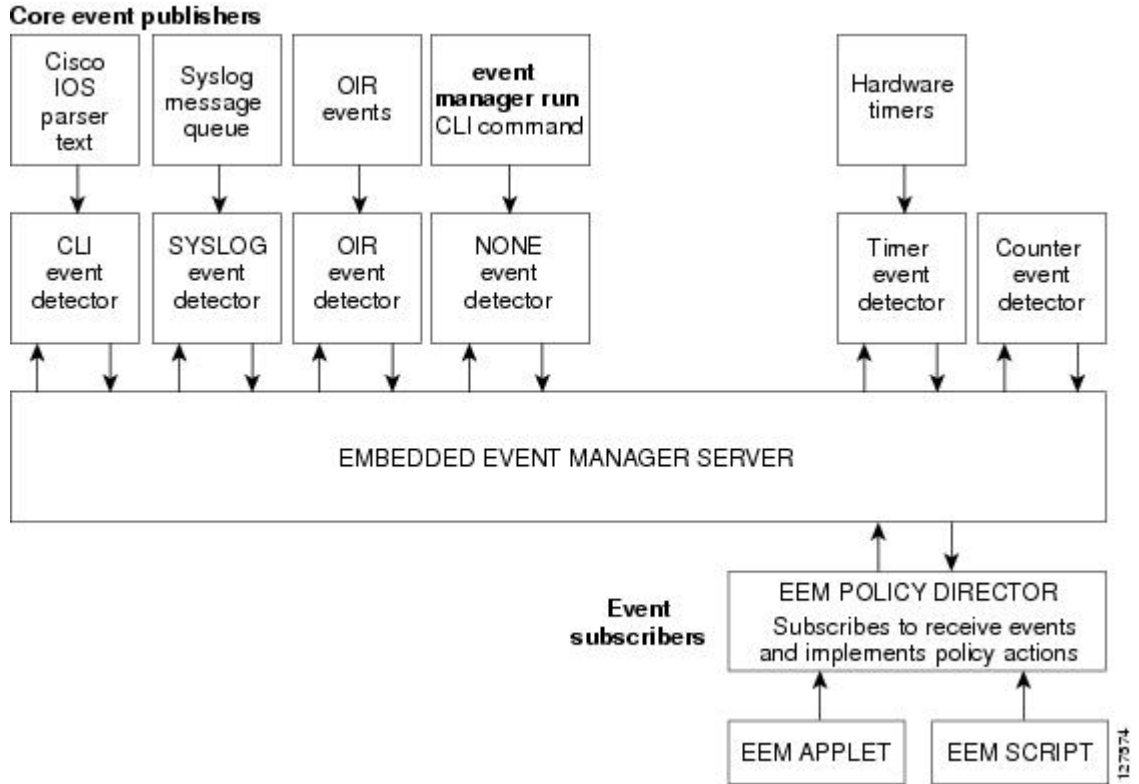 Core event publishers
Cisco
IOS
parser
text
Syslog
message
queue
OIR
events
event
manager run
CLI command
Hardware
timers
CLI
event
detector
SYSLOG
event
detector
OIR
event
detector
NONE
event
detector
Timer
event
detector
Counter
event
detector
EMBEDDED EVENT MANAGER SERVER
Event
subscribers
EEM POLICY DIRECTOR
Subscribes to receive events
and implements policy actions
EEM APPLET
EEM SCRIPT
127574